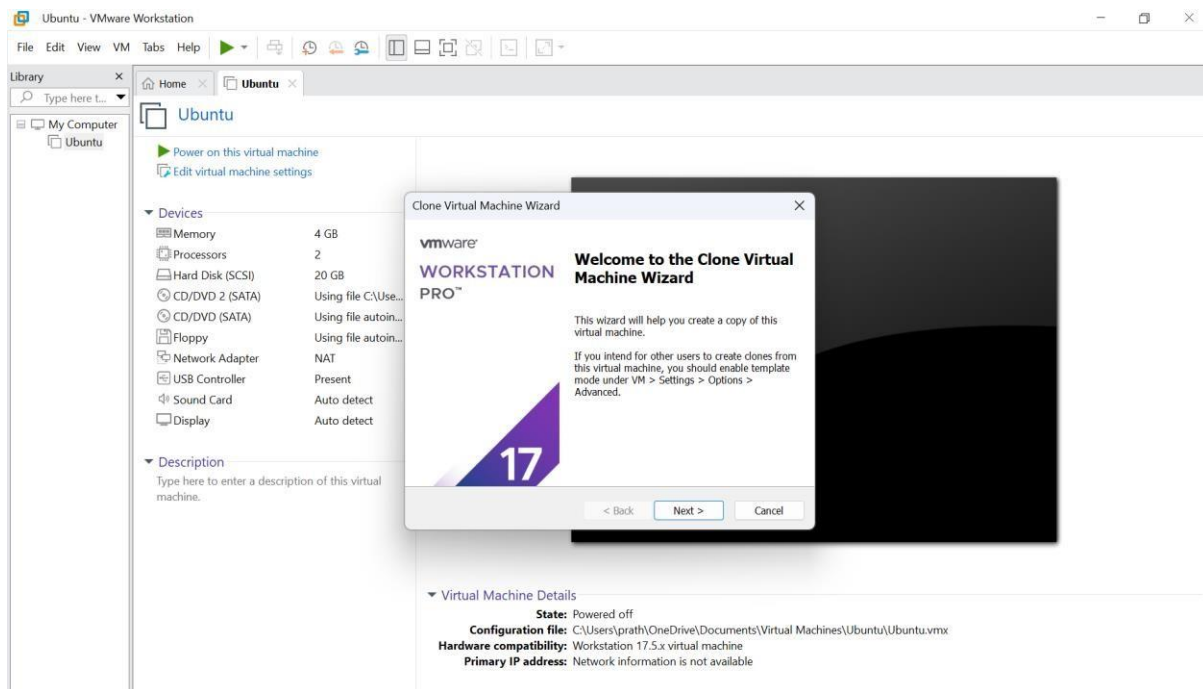 Ubuntu - VMware Workstation
File Edit View VM Tabs Help
Library
Type here t...
My Computer
Ubuntu
Home
Ubuntu
Ubuntu
Power on this virtual machine
Edit virtual machine settings
Devices
Memory 4 GB
Processors 2
Hard Disk (SCSI) 20 GB
CD/DVD 2 (SATA) Using file C:\Use...
CD/DVD (SATA) Using file autoin...
Floppy Using file autoin...
Network Adapter NAT
USB Controller Present
Sound Card Auto detect
Display Auto detect
Description
Type here to enter a description of this virtual
machine.
Clone Virtual Machine Wizard
vmware
WORKSTATION
PRO™
17
Welcome to the Clone Virtual
Machine Wizard
This wizard will help you create a copy of this
virtual machine.
If you intend for other users to create clones from
this virtual machine, you should enable template
mode under VM > Settings > Options >
Advanced.
< Back Next > Cancel
Virtual Machine Details
State: Powered off
Configuration file: C:\Users\prath\OneDrive\Documents\Virtual Machines\Ubuntu\Ubuntu.vmx
Hardware compatibility: Workstation 17.5.x virtual machine
Primary IP address: Network information is not available